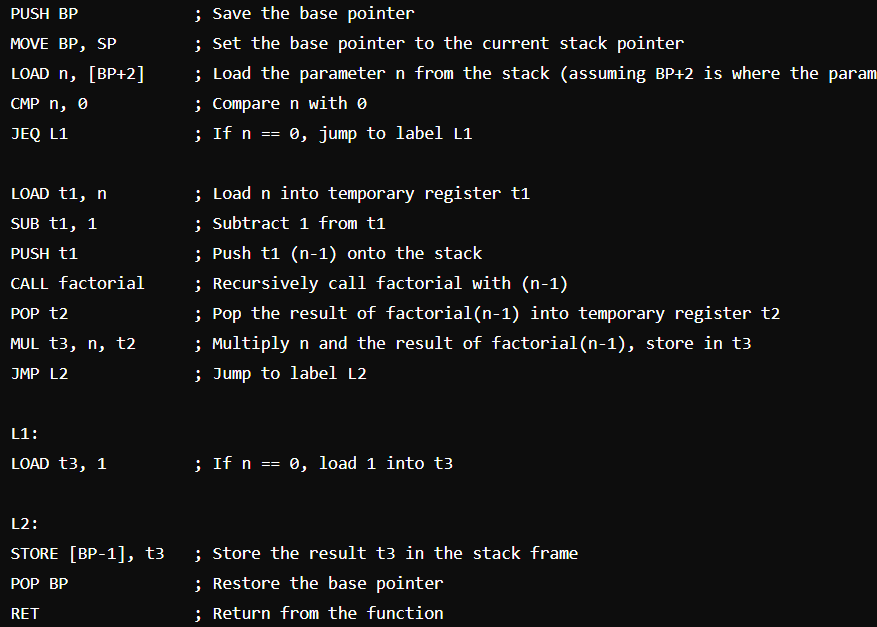 PUSH BP ; Save the base pointer
MOVE BP, SP ; Set the base pointer to the current stack pointer
LOAD n, [BP+2] ; Load the parameter n from the stack (assuming BP+2 is where the param
CMP n, 0 ; Compare n with 0
JEQ L1 ; If n == 0, jump to label L1
LOAD t1, n ; Load n into temporary register t1
SUB t1, 1 ; Subtract 1 from t1
PUSH t1 ; Push t1 (n-1) onto the stack
CALL factorial ; Recursively call factorial with (n-1)
POP t2 ; Pop the result of factorial(n-1) into temporary register t2
MUL t3, n, t2 ; Multiply n and the result of factorial(n-1), store in t3
JMP L2 ; Jump to label L2
L1:
LOAD t3, 1 ; If n == 0, load 1 into t3
L2:
STORE [BP-1], t3 ; Store the result t3 in the stack frame
POP BP ; Restore the base pointer
RET ; Return from the function